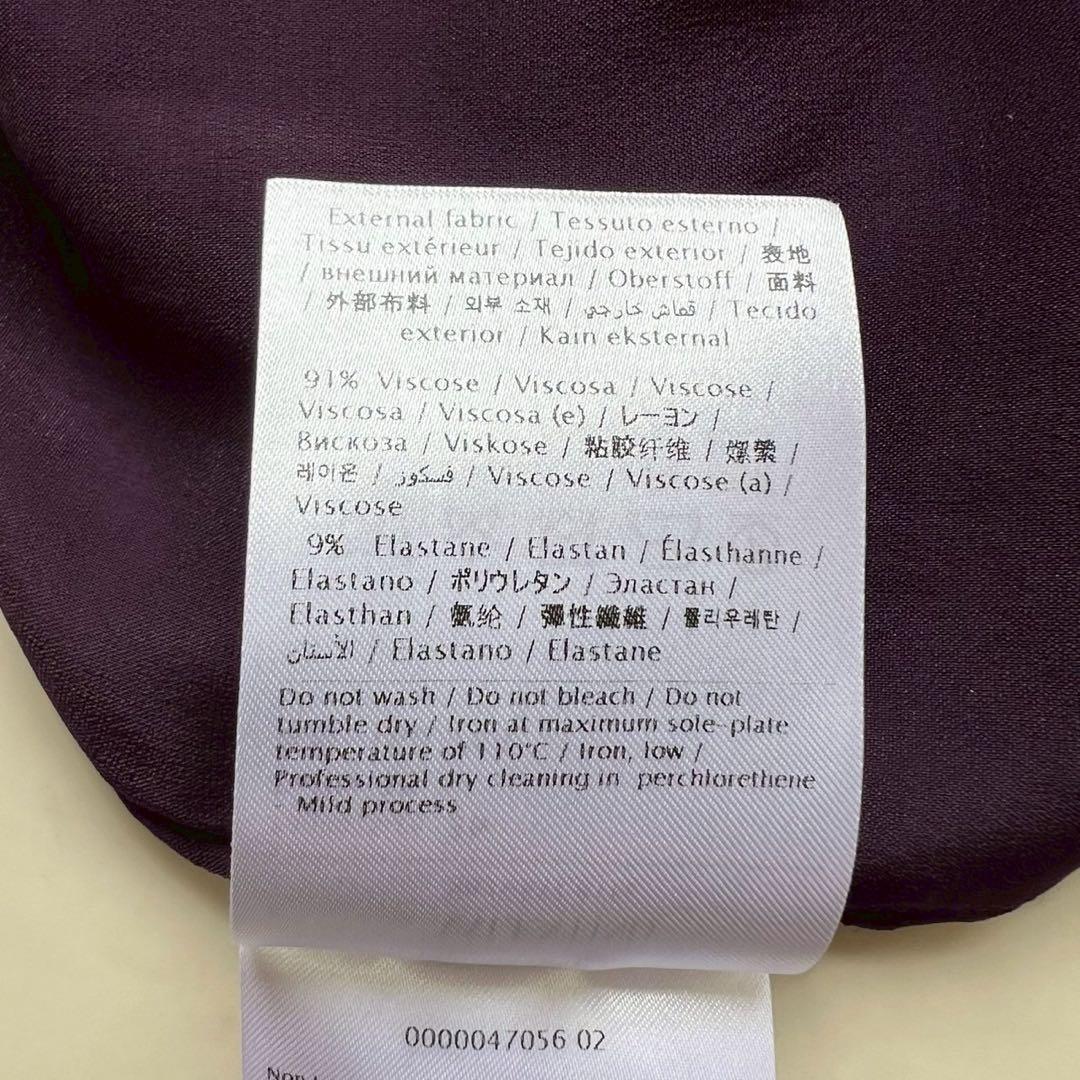 External fabric / Tessuto esterno /
Tissu extérieur / Tejido exterior / 表地
/ внешний материал / Oberstoff / 面料
/ 外部布料 / 외부 소재 / قماش خارجي / Tecido
exterior / Kain eksternal
91% Viscose / Viscosa / Viscose /
Viscosa / Viscosa (e) / レーヨン /
Вискоза / Viskose / 粘胶纤维 / 嫘縈 /
레이온 / فسكوز / Viscose / Viscose (a) /
Viscose
9% Elastane / Elastan / Élasthanne /
Elastano / ポリウレタン / Эластан /
Elasthan / 氨纶 / 彈性纖維 / 폴리우레탄 /
الأستان / Elastano / Elastane
Do not wash / Do not bleach / Do not
tumble dry / Iron at maximum sole-plate
temperature of 110°C / Iron, low /
Professional dry cleaning in perchlorethene
- Mild process
0000047056 02